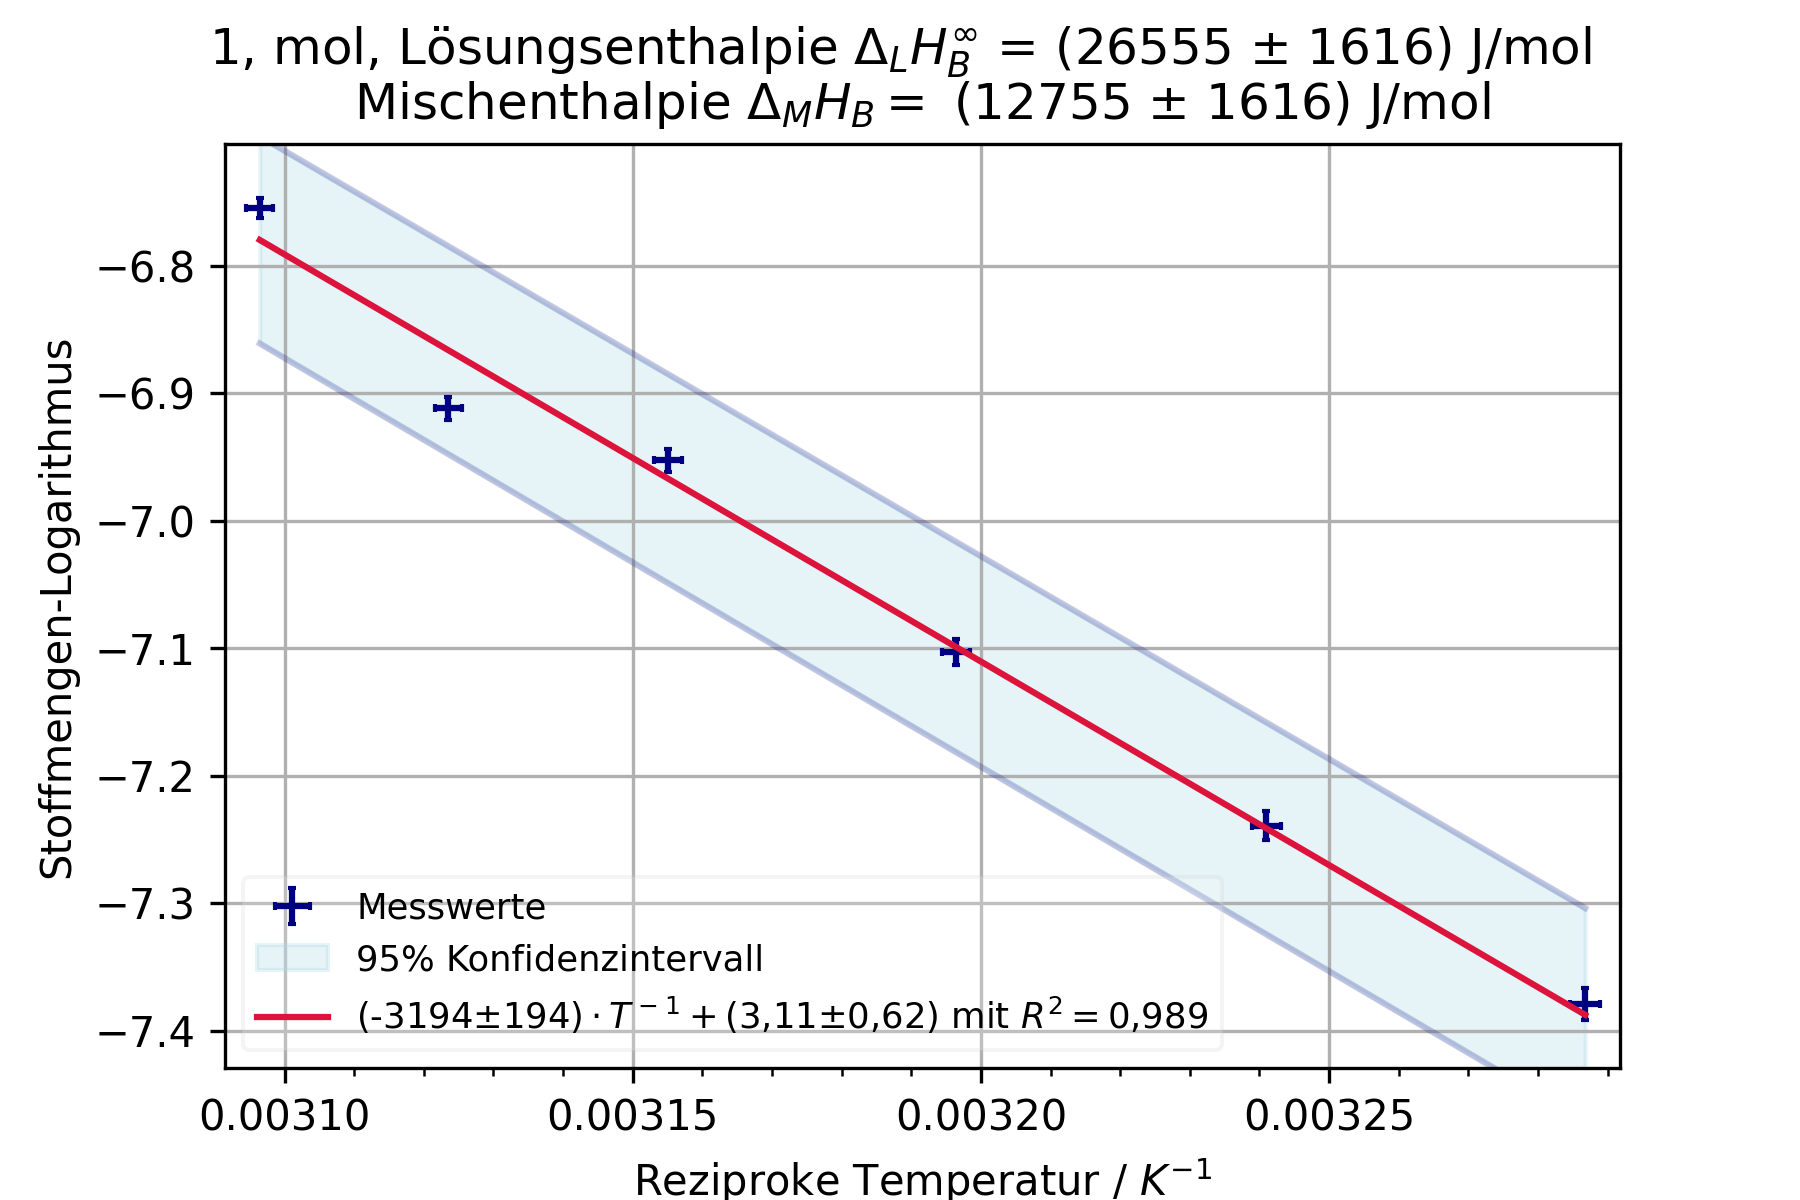 1, mol, Lösungsenthalpie Δ_L H_B^∞ = (26555 ± 1616) J/mol
Mischenthalpie Δ_M H_B = (12755 ± 1616) J/mol
Stoffmengen-Logarithmus
−6.8
−6.9
−7.0
−7.1
−7.2
−7.3
−7.4
Messwerte
95% Konfidenzintervall
(-3194±194) · T^−1 + (3,11±0,62) mit R^2 = 0,989
0.00310 0.00315 0.00320 0.00325
Reziproke Temperatur / K^−1